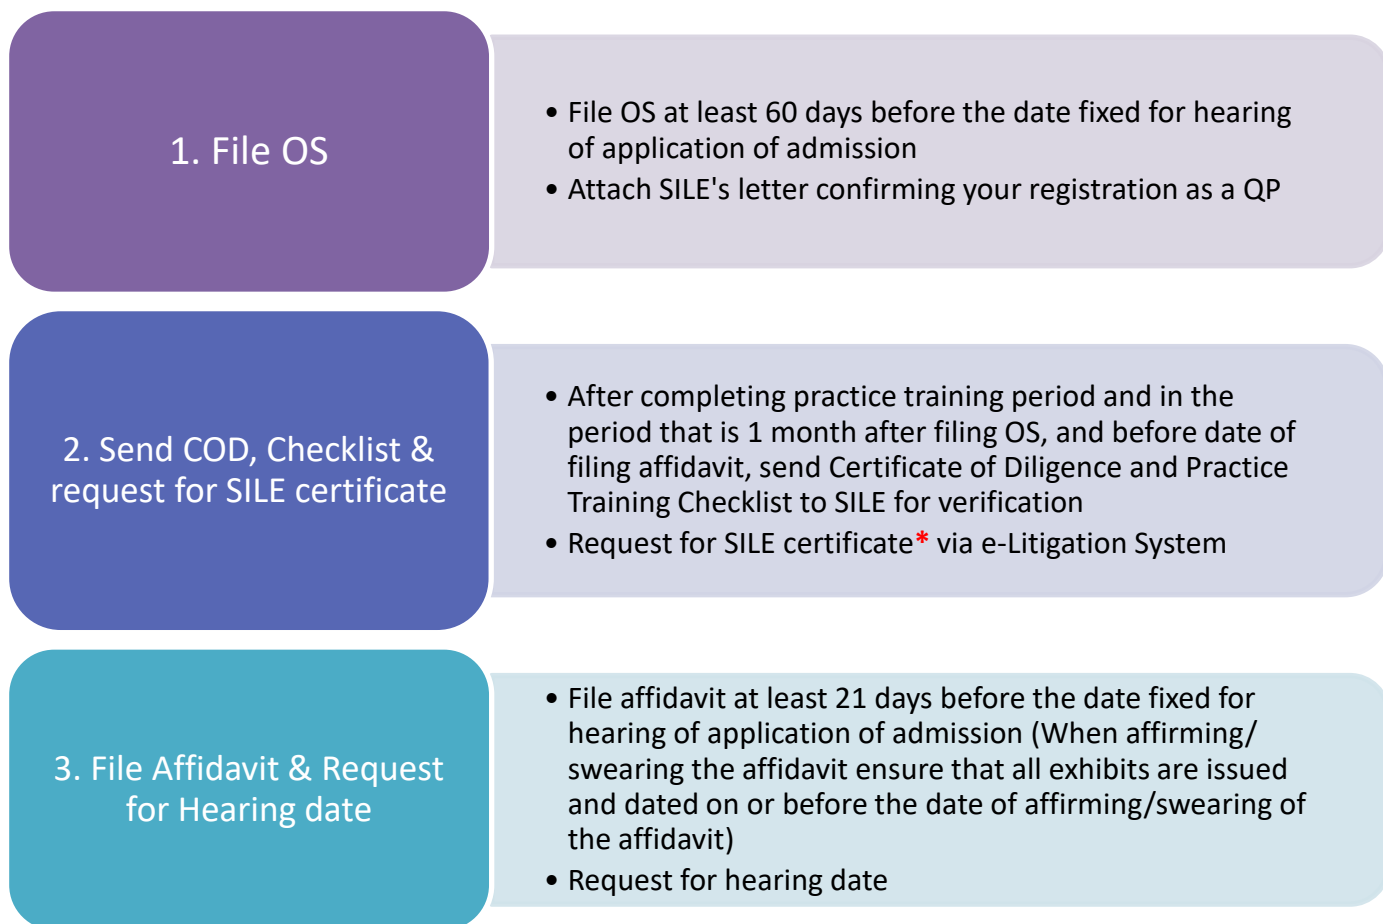 1. File OS
• File OS at least 60 days before the date fixed for hearing
of application of admission
• Attach SILE's letter confirming your registration as a QP
2. Send COD, Checklist &
request for SILE certificate
• After completing practice training period and in the
period that is 1 month after filing OS, and before date of
filing affidavit, send Certificate of Diligence and Practice
Training Checklist to SILE for verification
• Request for SILE certificate* via e-Litigation System
3. File Affidavit & Request
for Hearing date
• File affidavit at least 21 days before the date fixed for
hearing of application of admission (When affirming/
swearing the affidavit ensure that all exhibits are issued
and dated on or before the date of affirming/swearing of
the affidavit)
• Request for hearing date